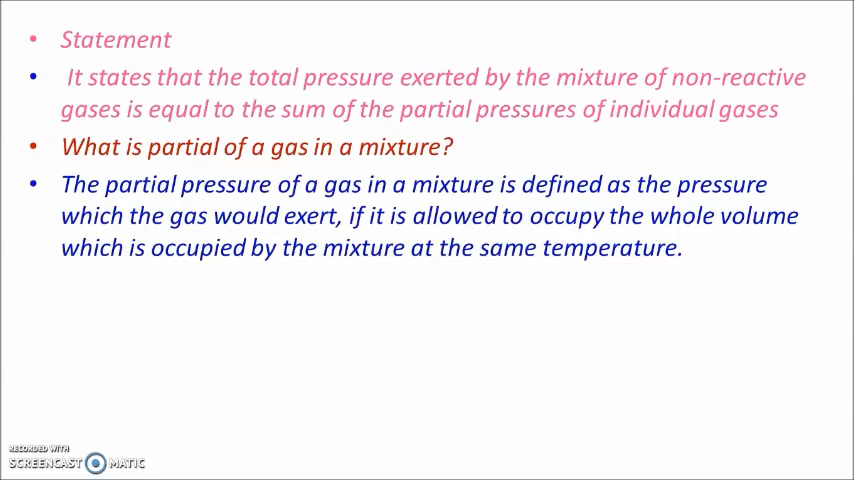 • Statement
• It states that the total pressure exerted by the mixture of non-reactive
gases is equal to the sum of the partial pressures of individual gases
• What is partial of a gas in a mixture?
• The partial pressure of a gas in a mixture is defined as the pressure
which the gas would exert, if it is allowed to occupy the whole volume
which is occupied by the mixture at the same temperature.
RECORDED WITH
SCREENCAST MATIC